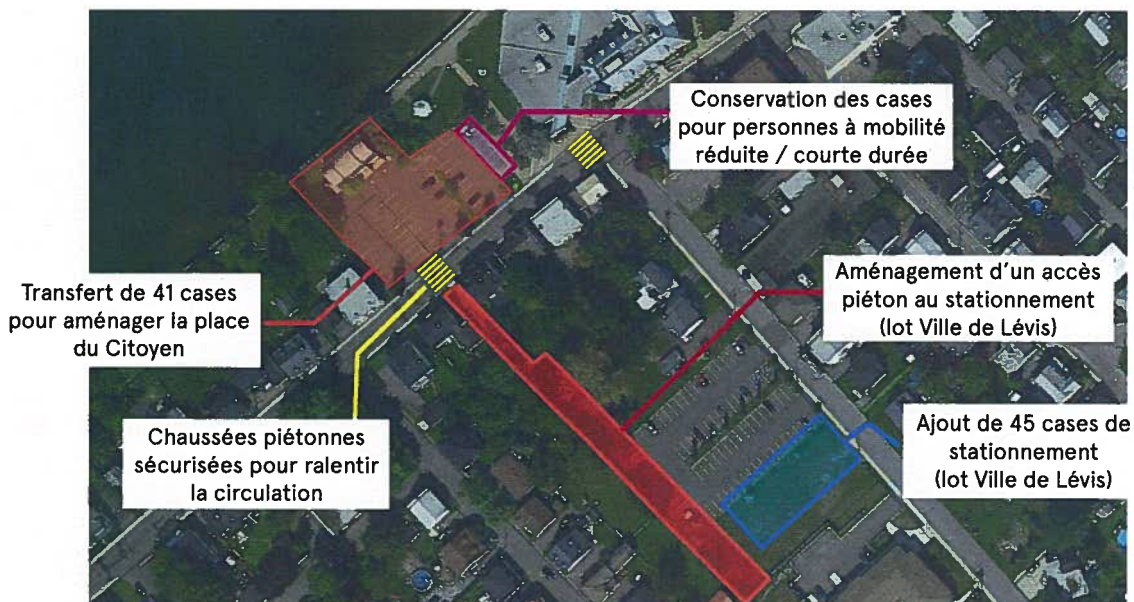 Conservation des cases
pour personnes à mobilité
réduite / courte durée
Transfert de 41 cases
pour aménager la place
du Citoyen
Aménagement d'un accès
piéton au stationnement
(lot Ville de Lévis)
Chaussées piétonnes
sécurisées pour ralentir
la circulation
Ajout de 45 cases de
stationnement
(lot Ville de Lévis)